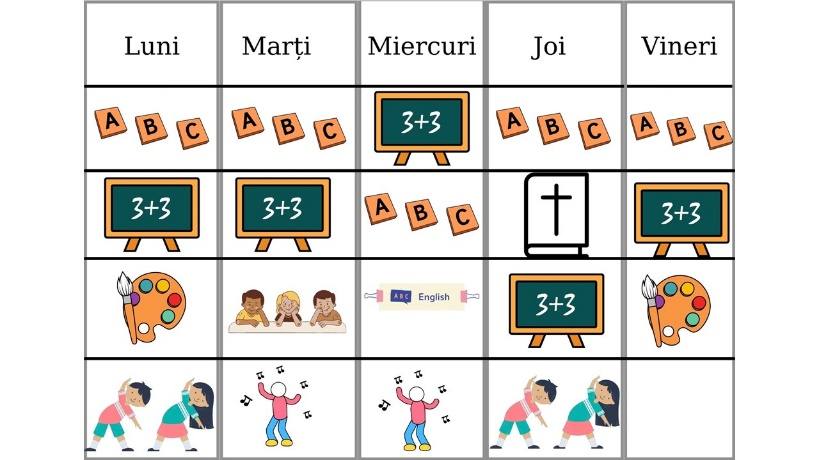 Luni Marți Miercuri Joi Vineri
A B C A B C 3+3 A B C A B C
3+3 3+3 A B C 3+3
ABC English 3+3